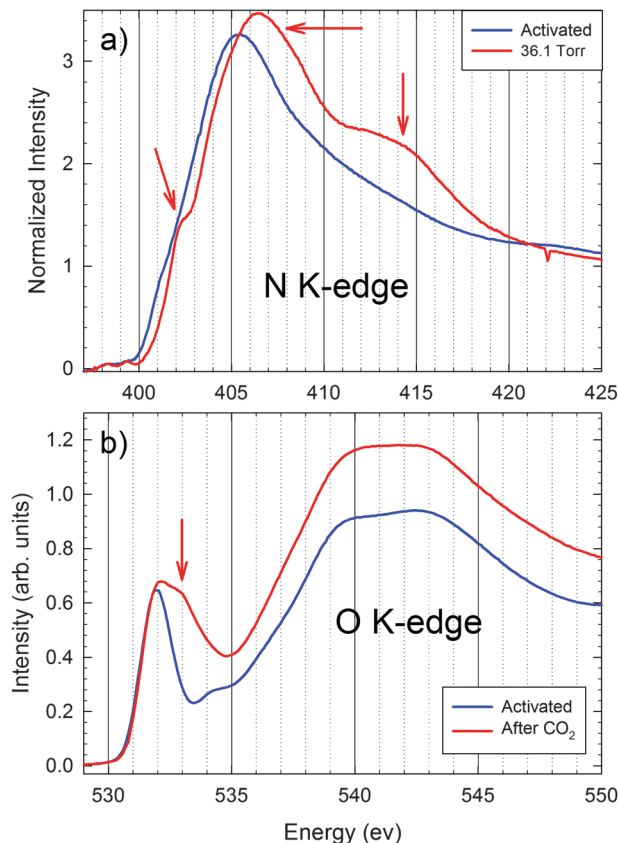 a)
Activated
36.1 Torr
3
2
1
0
Normalized Intensity
N K-edge
400 405 410 415 420 425
b)
1.2
1.0
0.8
0.6
0.4
0.2
0.0
Intensity (arb. units)
O K-edge
Activated
After CO₂
530 535 540 545 550
Energy (ev)